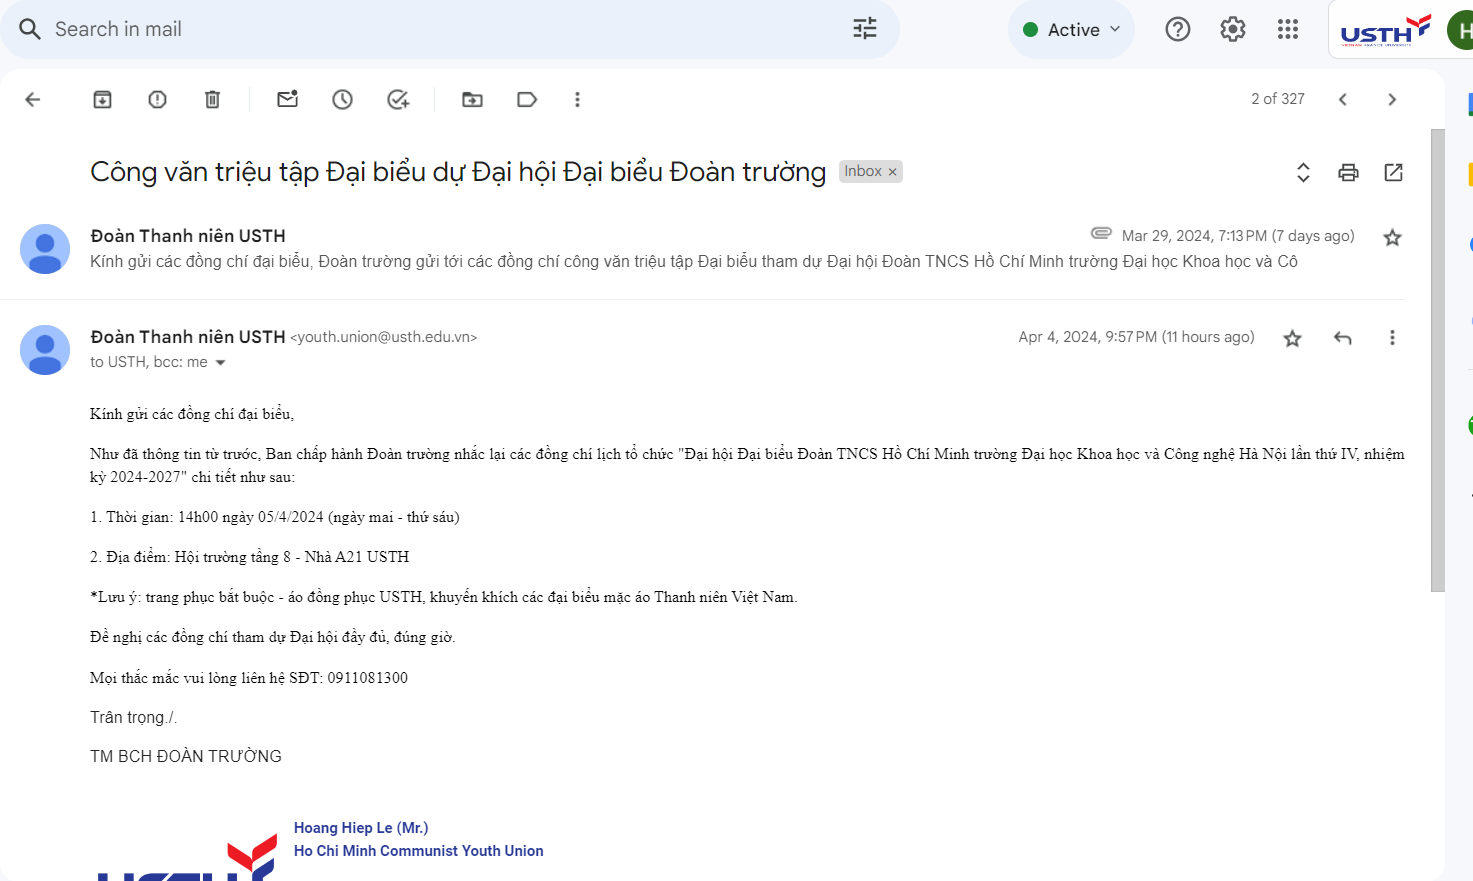 Search in mail
Active
USTH
VIETNAM FRANCE UNIVERSITY
H
2 of 327
Công văn triệu tập Đại biểu dự Đại hội Đại biểu Đoàn trường Inbox ×
Đoàn Thanh niên USTH
Mar 29, 2024, 7:13 PM (7 days ago)
Kính gửi các đồng chí đại biểu, Đoàn trường gửi tới các đồng chí công văn triệu tập Đại biểu tham dự Đại hội Đoàn TNCS Hồ Chí Minh trường Đại học Khoa học và Cô
Đoàn Thanh niên USTH <youth.union@usth.edu.vn>
Apr 4, 2024, 9:57 PM (11 hours ago)
to USTH, bcc: me
Kính gửi các đồng chí đại biểu,
Như đã thông tin từ trước, Ban chấp hành Đoàn trường nhắc lại các đồng chí lịch tổ chức "Đại hội Đại biểu Đoàn TNCS Hồ Chí Minh trường Đại học Khoa học và Công nghệ Hà Nội lần thứ IV, nhiệm
kỳ 2024-2027" chi tiết như sau:
1. Thời gian: 14h00 ngày 05/4/2024 (ngày mai - thứ sáu)
2. Địa điểm: Hội trường tầng 8 - Nhà A21 USTH
*Lưu ý: trang phục bắt buộc - áo đồng phục USTH, khuyến khích các đại biểu mặc áo Thanh niên Việt Nam.
Đề nghị các đồng chí tham dự Đại hội đầy đủ, đúng giờ.
Mọi thắc mắc vui lòng liên hệ SĐT: 0911081300
Trân trọng./.
TM BCH ĐOÀN TRƯỜNG
Hoang Hiep Le (Mr.)
Ho Chi Minh Communist Youth Union
USTH